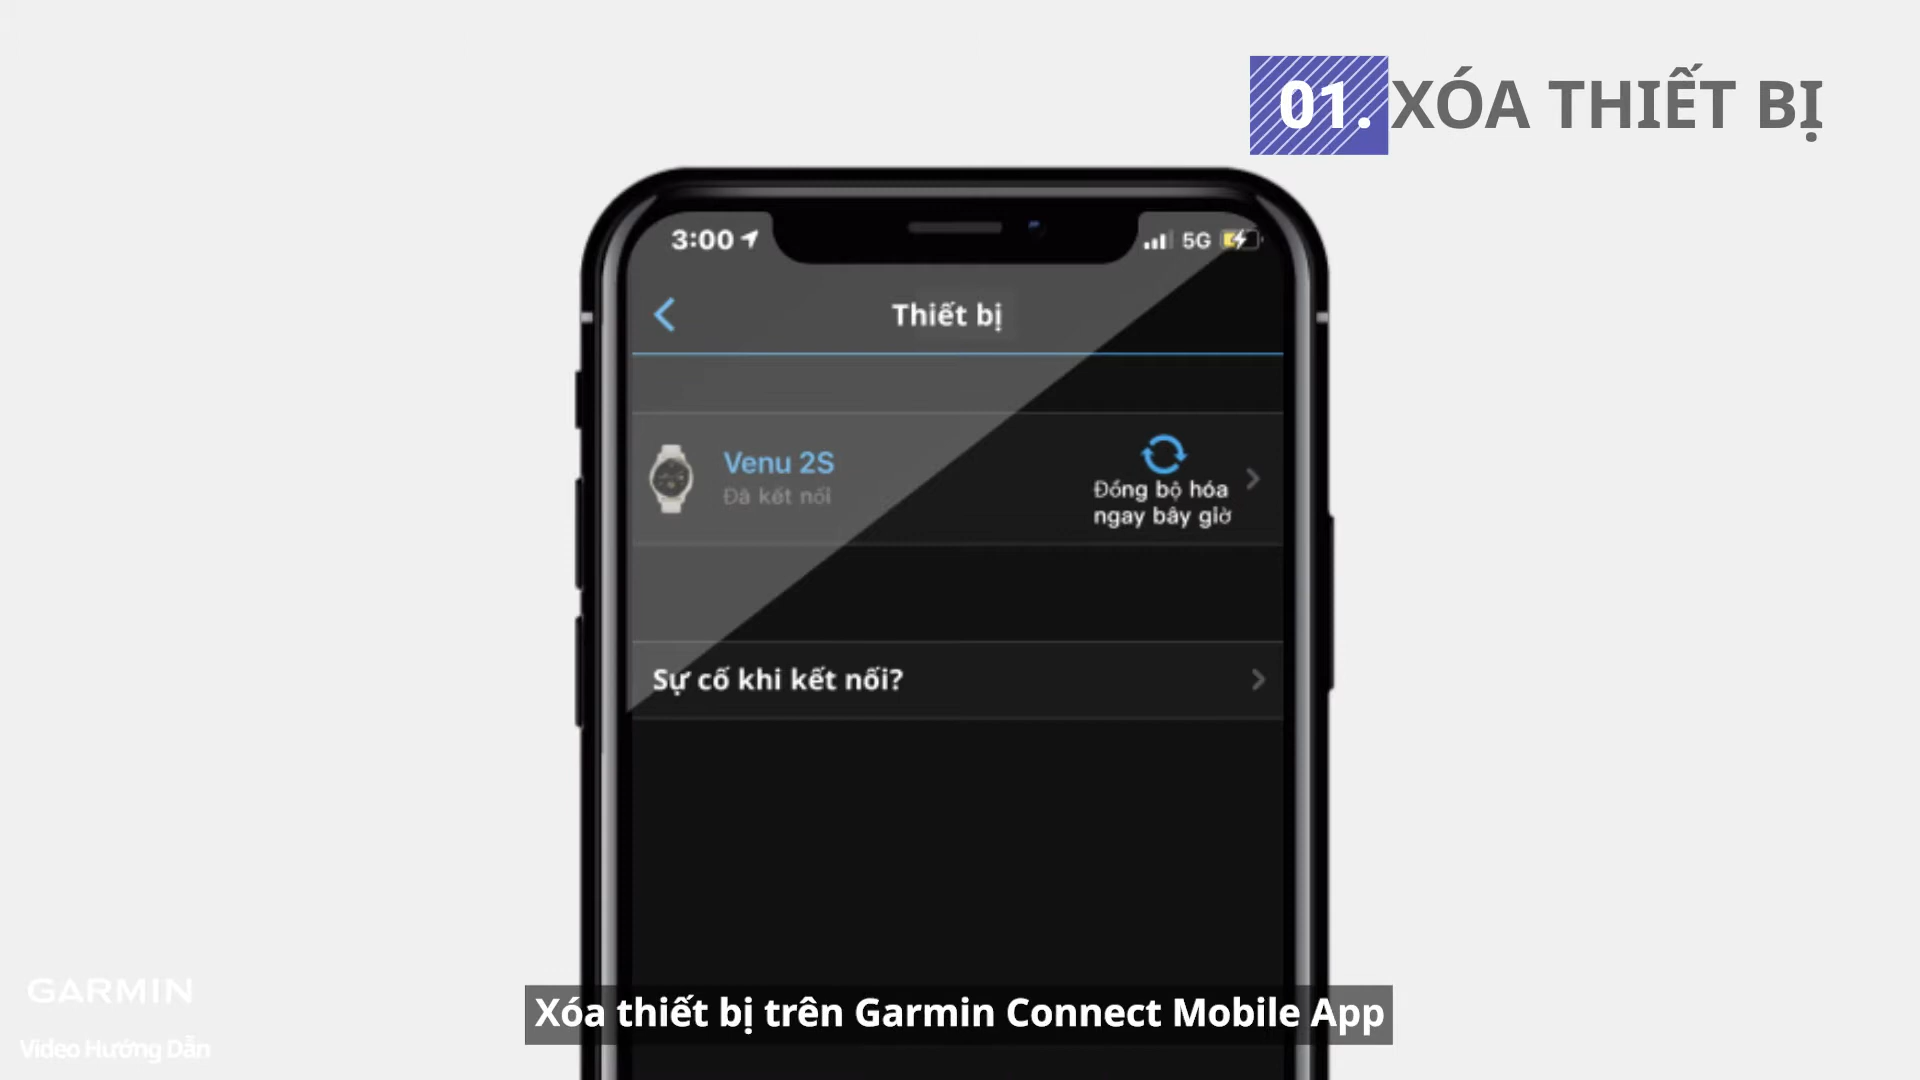 01. XÓA THIẾT BỊ
3:00
5G
Thiết bị
Venu 2S
Đã kết nối
Đồng bộ hóa
ngay bây giờ
Sự cố khi kết nối?
GARMIN
Video Hướng Dẫn
Xóa thiết bị trên Garmin Connect Mobile App